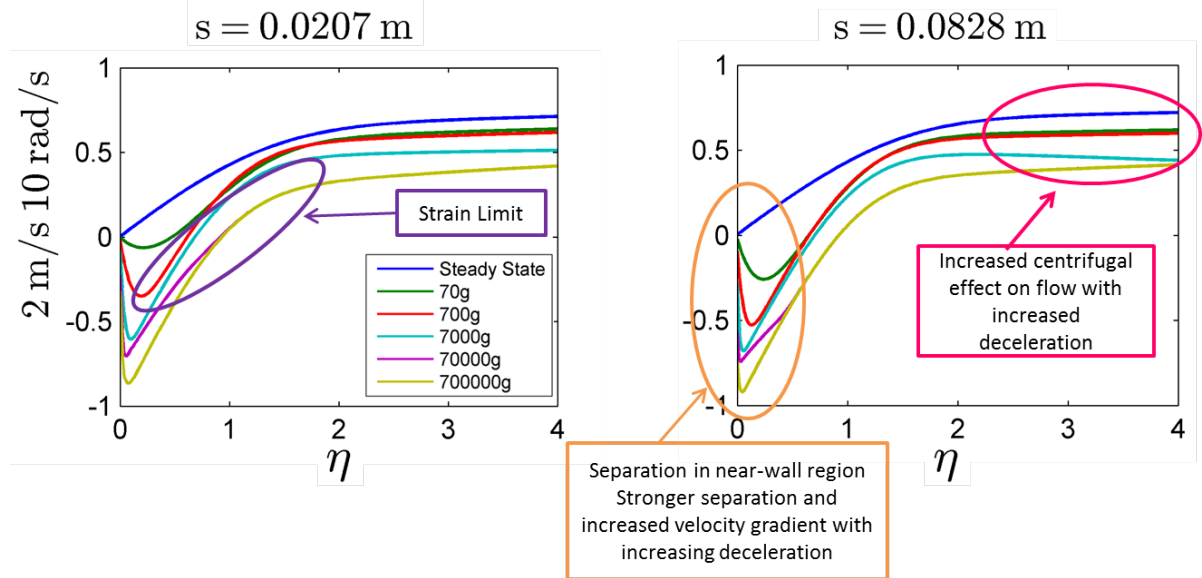 s = 0.0207 m
s = 0.0828 m
2 m/s 10 rad/s
1
0.5
0
-0.5
-1
0
1
2
3
4
η
Strain Limit
Steady State
70g
700g
7000g
70000g
700000g
1
0.5
0
-0.5
-1
0
1
2
3
4
η
Increased centrifugal
effect on flow with
increased
deceleration
Separation in near-wall region
Stronger separation and
increased velocity gradient with
increasing deceleration